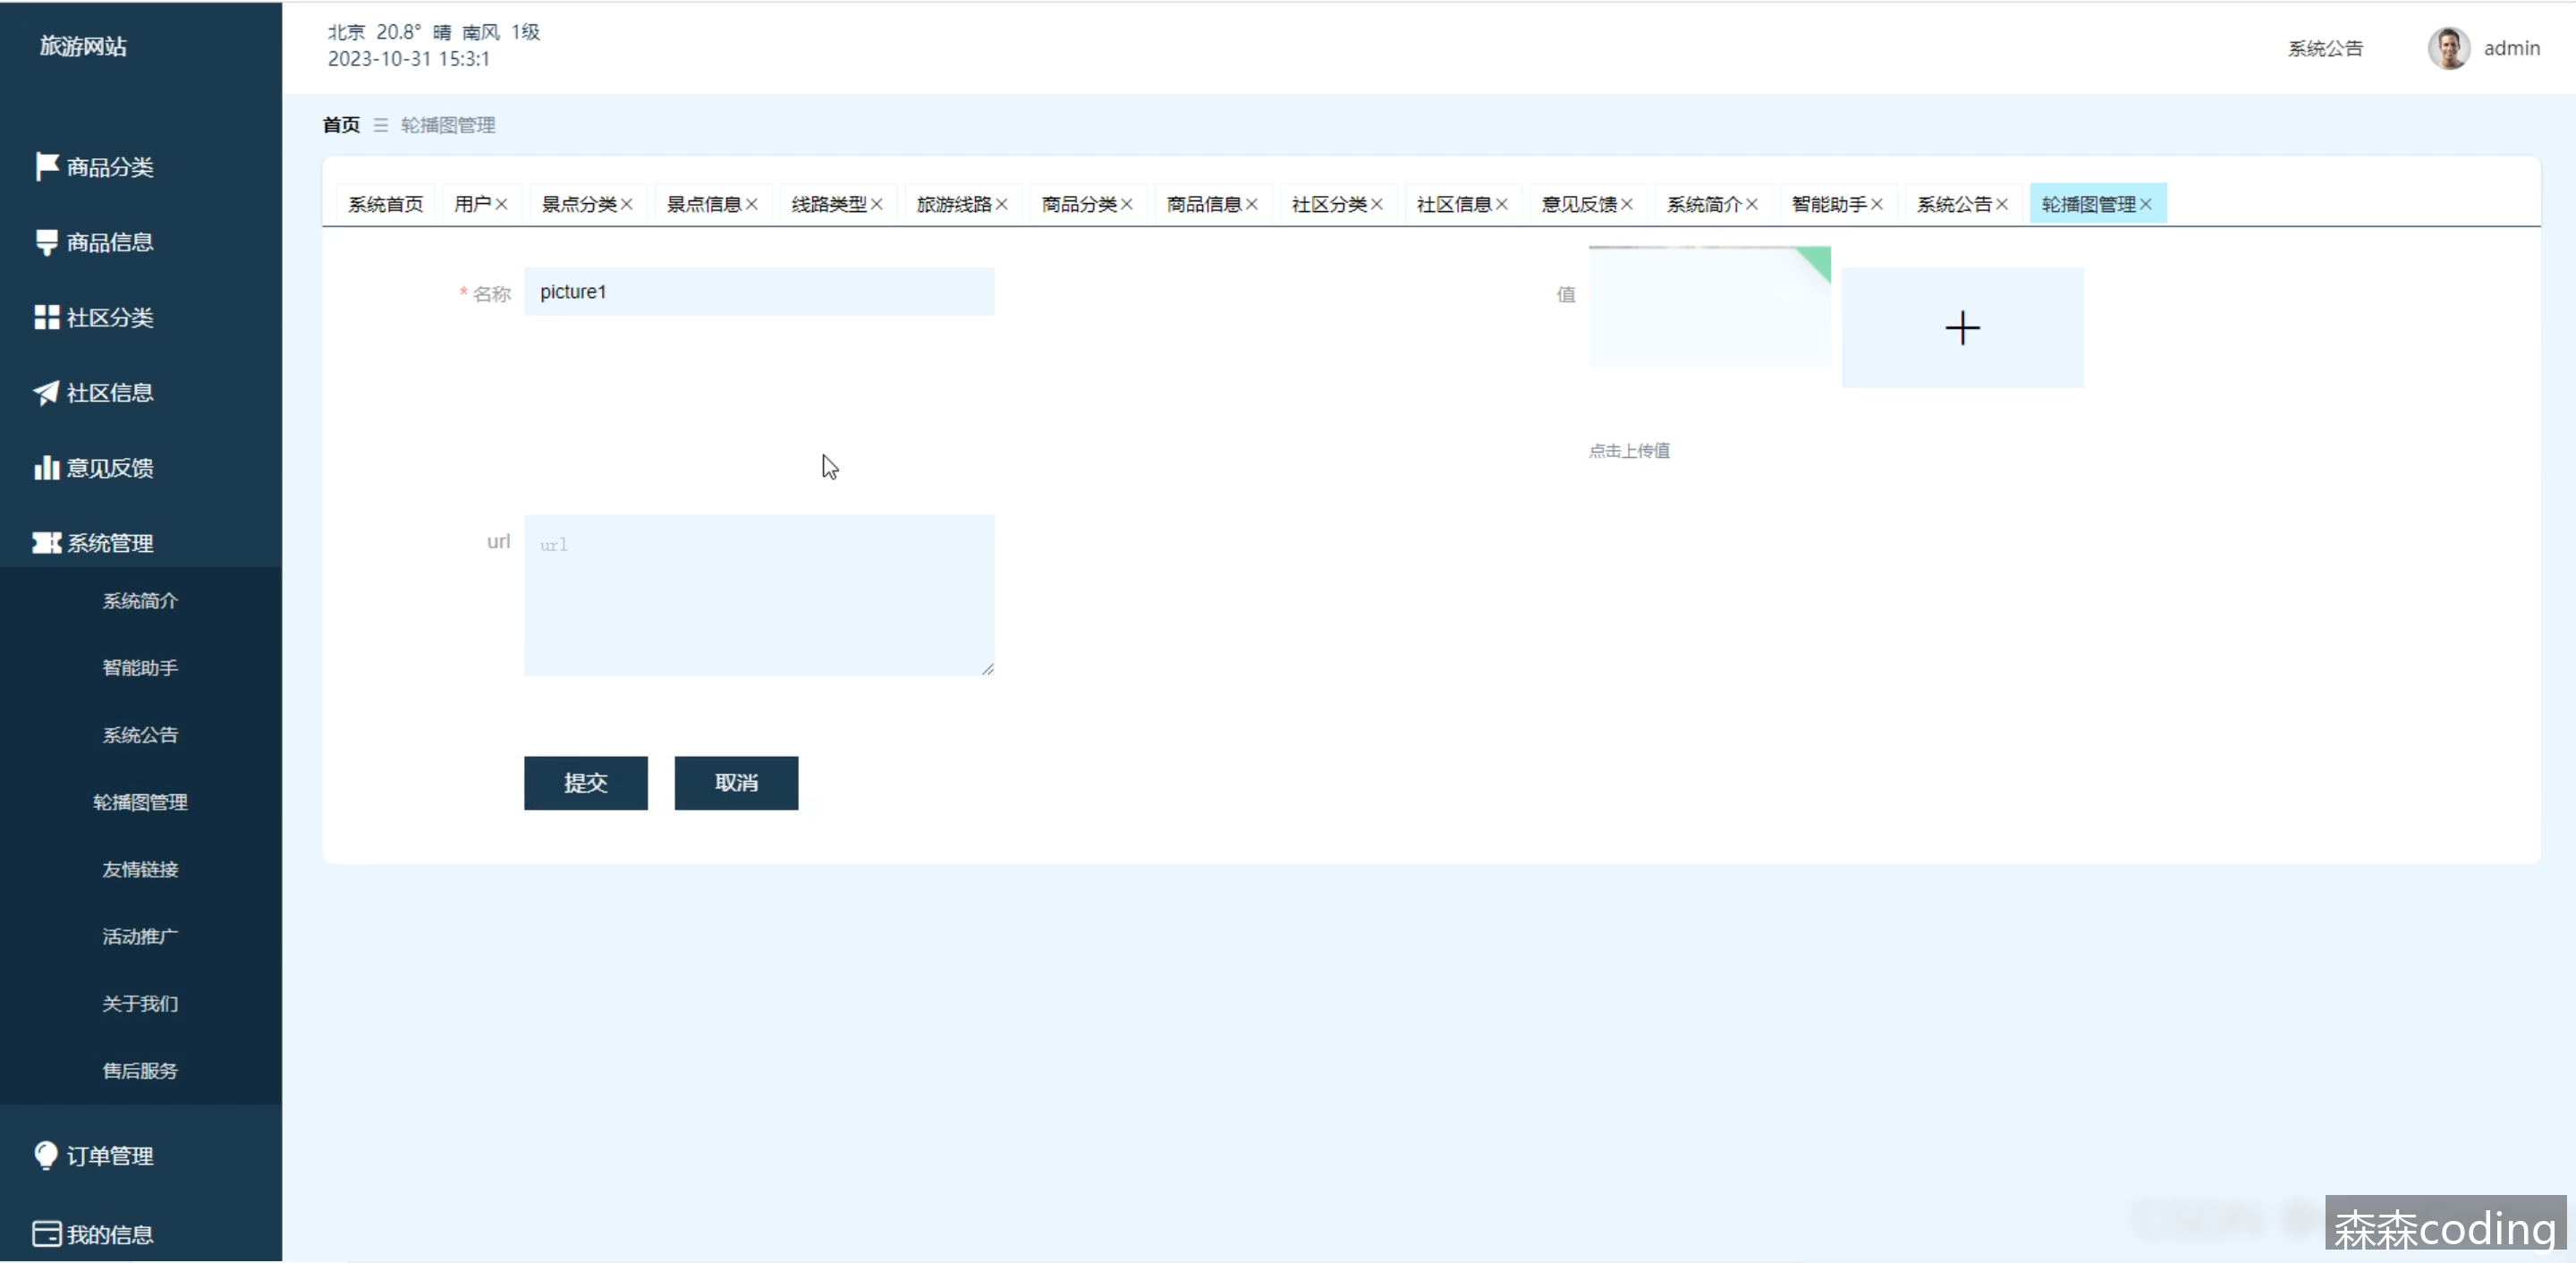 旅游网站
北京 20.8° 晴 南风 1级
2023-10-31 15:3:1
系统公告
admin
首页 轮播图管理
商品分类
商品信息
社区分类
社区信息
意见反馈
系统管理
系统简介
智能助手
系统公告
轮播图管理
友情链接
活动推广
关于我们
售后服务
订单管理
我的信息
系统首页 用户 景点分类 景点信息 线路类型 旅游线路 商品分类 商品信息 社区分类 社区信息 意见反馈 系统简介 智能助手 系统公告 轮播图管理
* 名称 picture1
值
点击上传值
url
url
提交 取消
森森coding